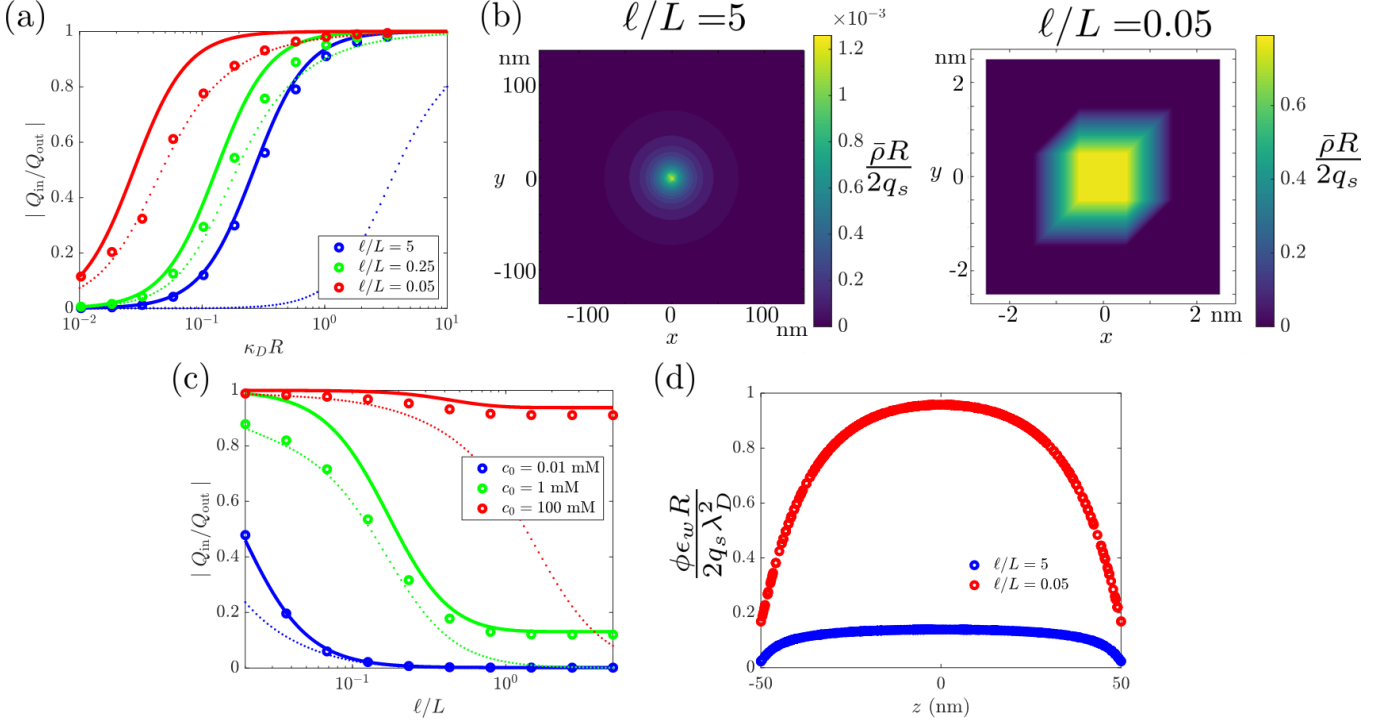 (a)
| Q_in/Q_out |
1
0.8
0.6
0.4
0.2
0
10^-2
10^-1
10^0
10^1
κ_D R
ℓ/L = 5
ℓ/L = 0.25
ℓ/L = 0.05
(b)
ℓ/L =5
nm
100
y
0
-100
-100
0
100
nm
x
×10^-3
1.2
1
0.8
0.6
0.4
0.2
0
ρ̄R
2q_s
ℓ/L =0.05
nm
2
y
0
-2
-2
0
2
nm
x
0.6
0.4
0.2
0
ρ̄R
2q_s
(c)
| Q_in/Q_out |
1
0.8
0.6
0.4
0.2
0
10^-1
10^0
ℓ/L
c_0 = 0.01 mM
c_0 = 1 mM
c_0 = 100 mM
(d)
ϕϵ_w R
2q_s λ_D^2
1
0.8
0.6
0.4
0.2
0
-50
0
50
z (nm)
ℓ/L = 5
ℓ/L = 0.05